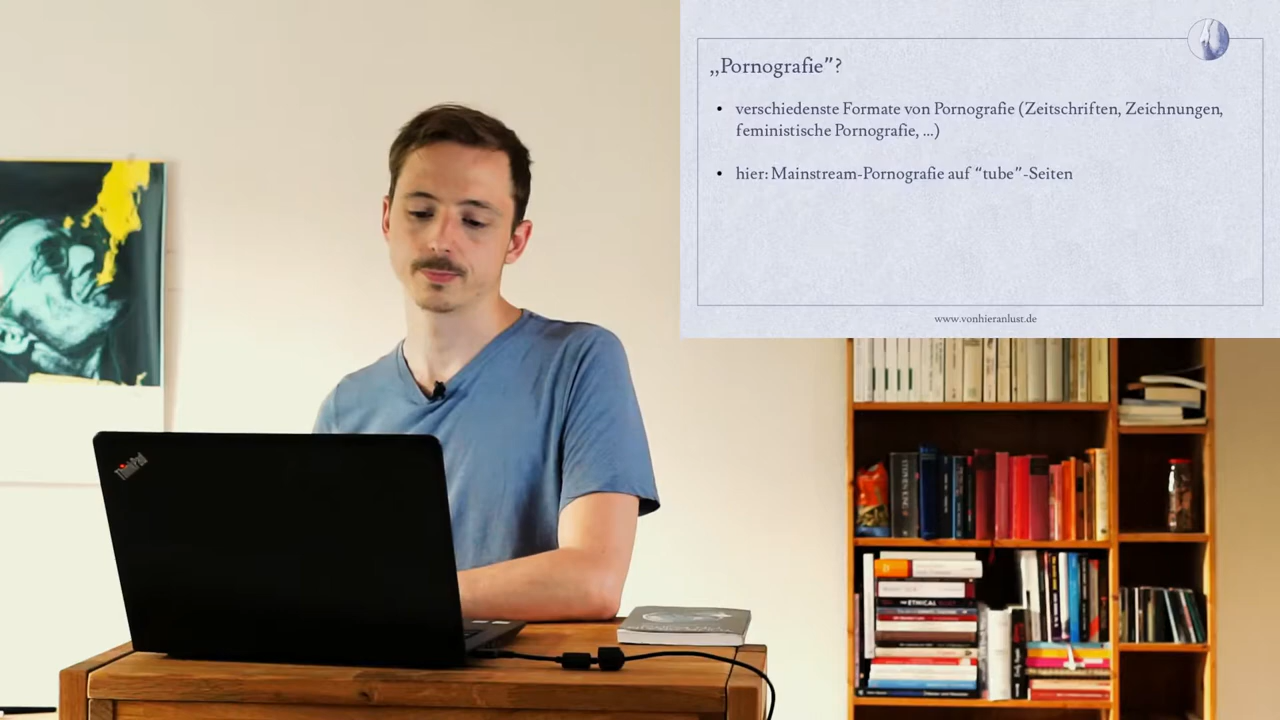 „Pornografie"?
• verschiedenste Formate von Pornografie (Zeitschriften, Zeichnungen,
feministische Pornografie, ...)
• hier: Mainstream-Pornografie auf "tube"-Seiten
www.vonhieranlust.de
ThinkPad
STEPHEN KING
THE ETHICAL